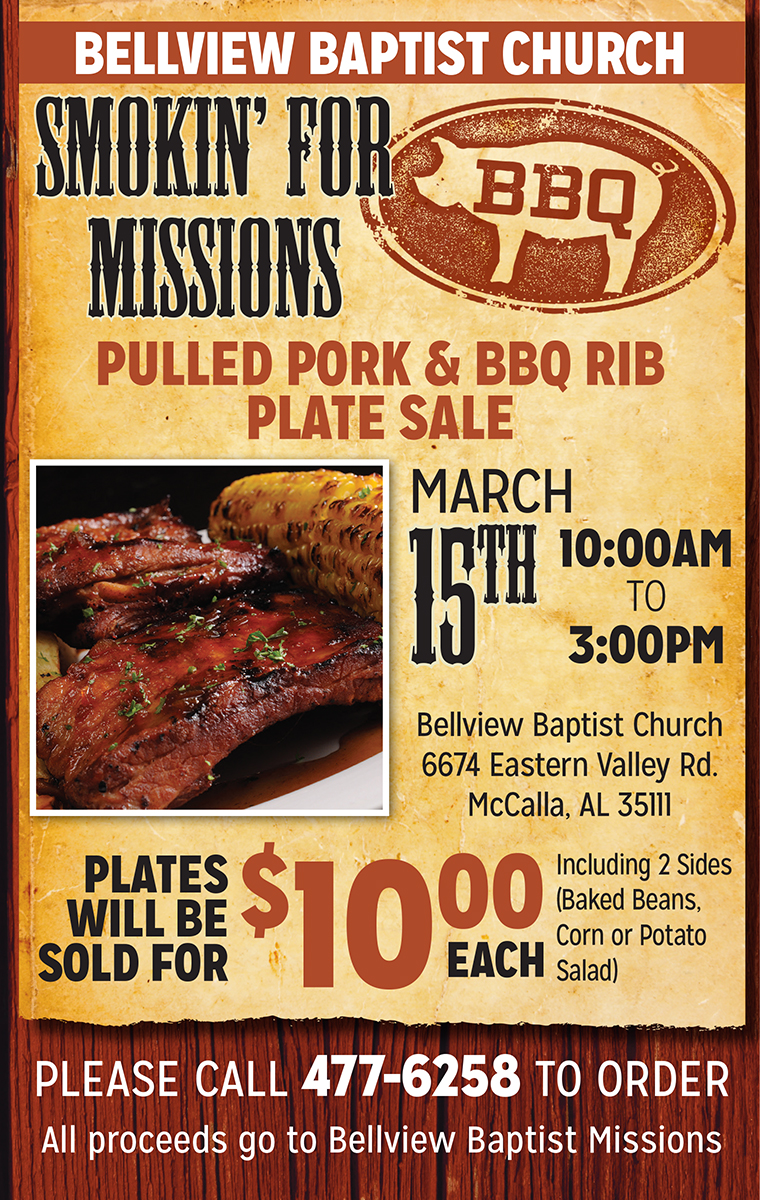 BELLVIEW BAPTIST CHURCH
SMOKIN' FOR
MISSIONS
BBQ
PULLED PORK & BBQ RIB
PLATE SALE
MARCH
15TH
10:00AM
TO
3:00PM
Bellview Baptist Church
6674 Eastern Valley Rd.
McCalla, AL 35111
PLATES
WILL BE
SOLD FOR
$1000
EACH
Including 2 Sides
(Baked Beans,
Corn or Potato
Salad)
PLEASE CALL 477-6258 TO ORDER
All proceeds go to Bellview Baptist Missions